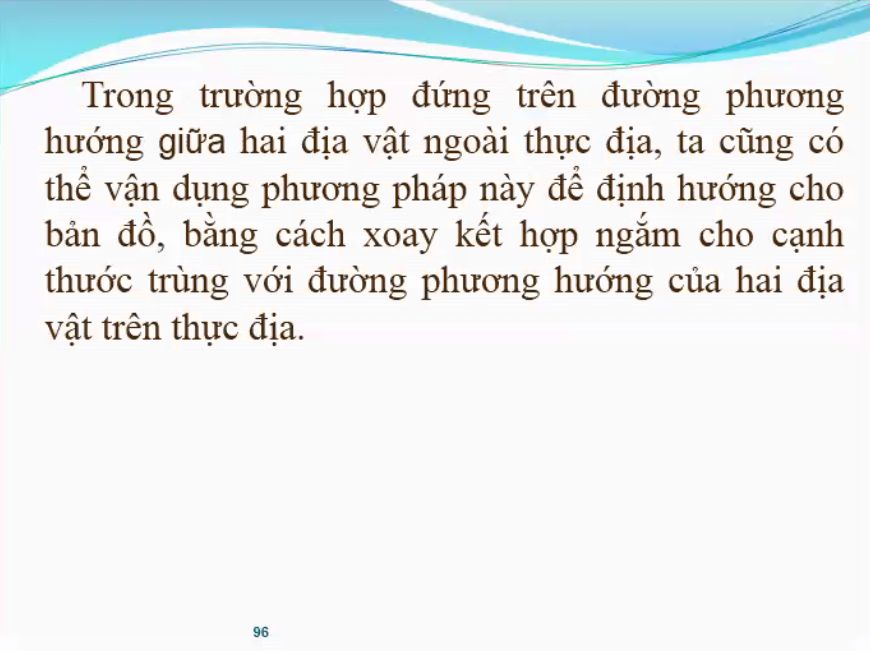 Trong trường hợp đứng trên đường phương
hướng giữa hai địa vật ngoài thực địa, ta cũng có
thể vận dụng phương pháp này để định hướng cho
bản đồ, bằng cách xoay kết hợp ngắm cho cạnh
thước trùng với đường phương hướng của hai địa
vật trên thực địa.
96